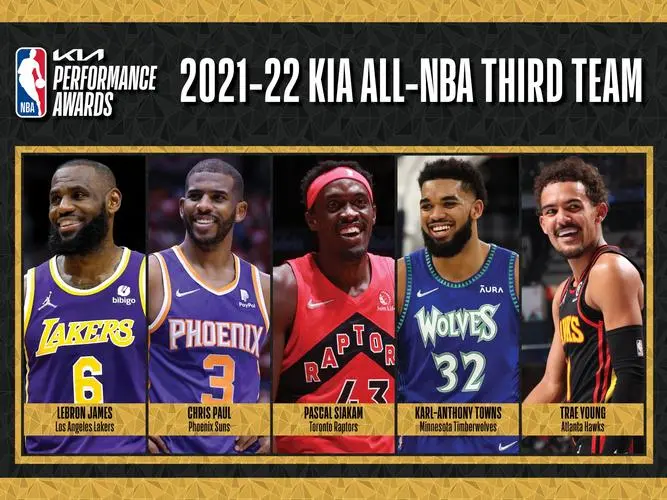 KIA
PERFORMANCE
AWARDS
NBA
2021-22 KIA ALL-NBA THIRD TEAM
bibigo
LAKERS
6
PayPal
PHOENIX
3
RAPTOR
43
AURA
WOLVES
32
LEBRON JAMES
Los Angeles Lakers
CHRIS PAUL
Phoenix Suns
PASCAL SIAKAM
Toronto Raptors
KARL-ANTHONY TOWNS
Minnesota Timberwolves
TRAE YOUNG
Atlanta Hawks